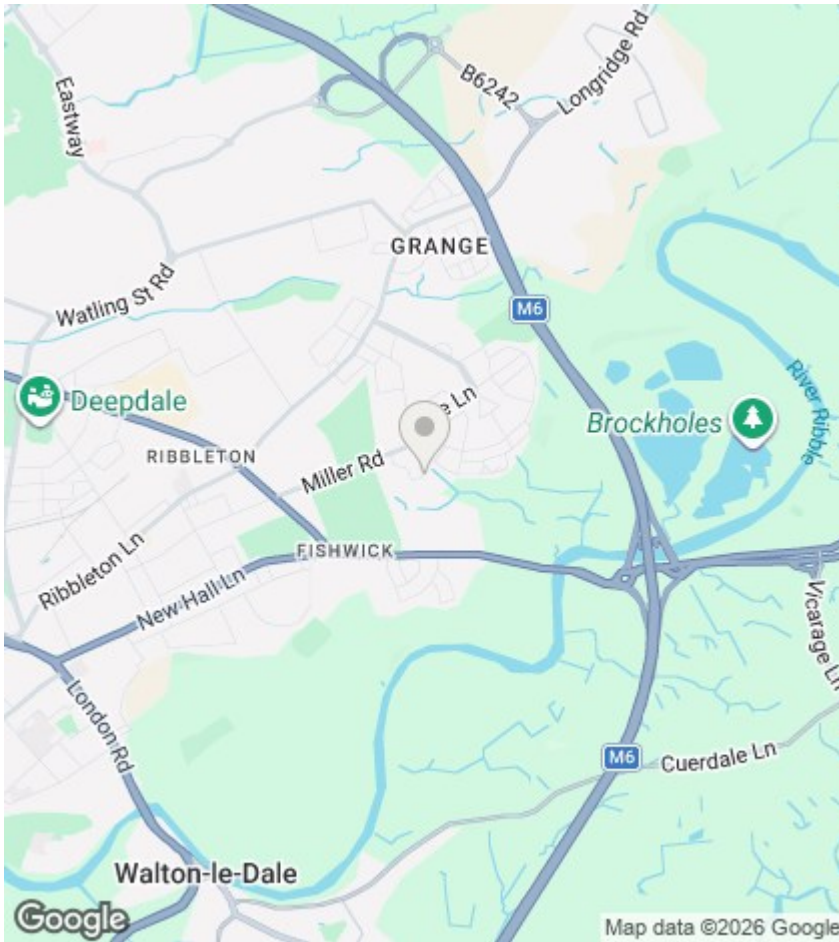 Eastway
B6242
Longridge Rd
GRANGE
Watling St Rd
M6
River Ribble
Deepdale
Brockholes
RIBBLETON
Miller Rd
Ln
Ribbleton Ln
FISHWICK
New Hall Ln
Vicarage Ln
London Rd
M6
Cuerdale Ln
Walton-le-Dale
Google
Map data ©2026 Google